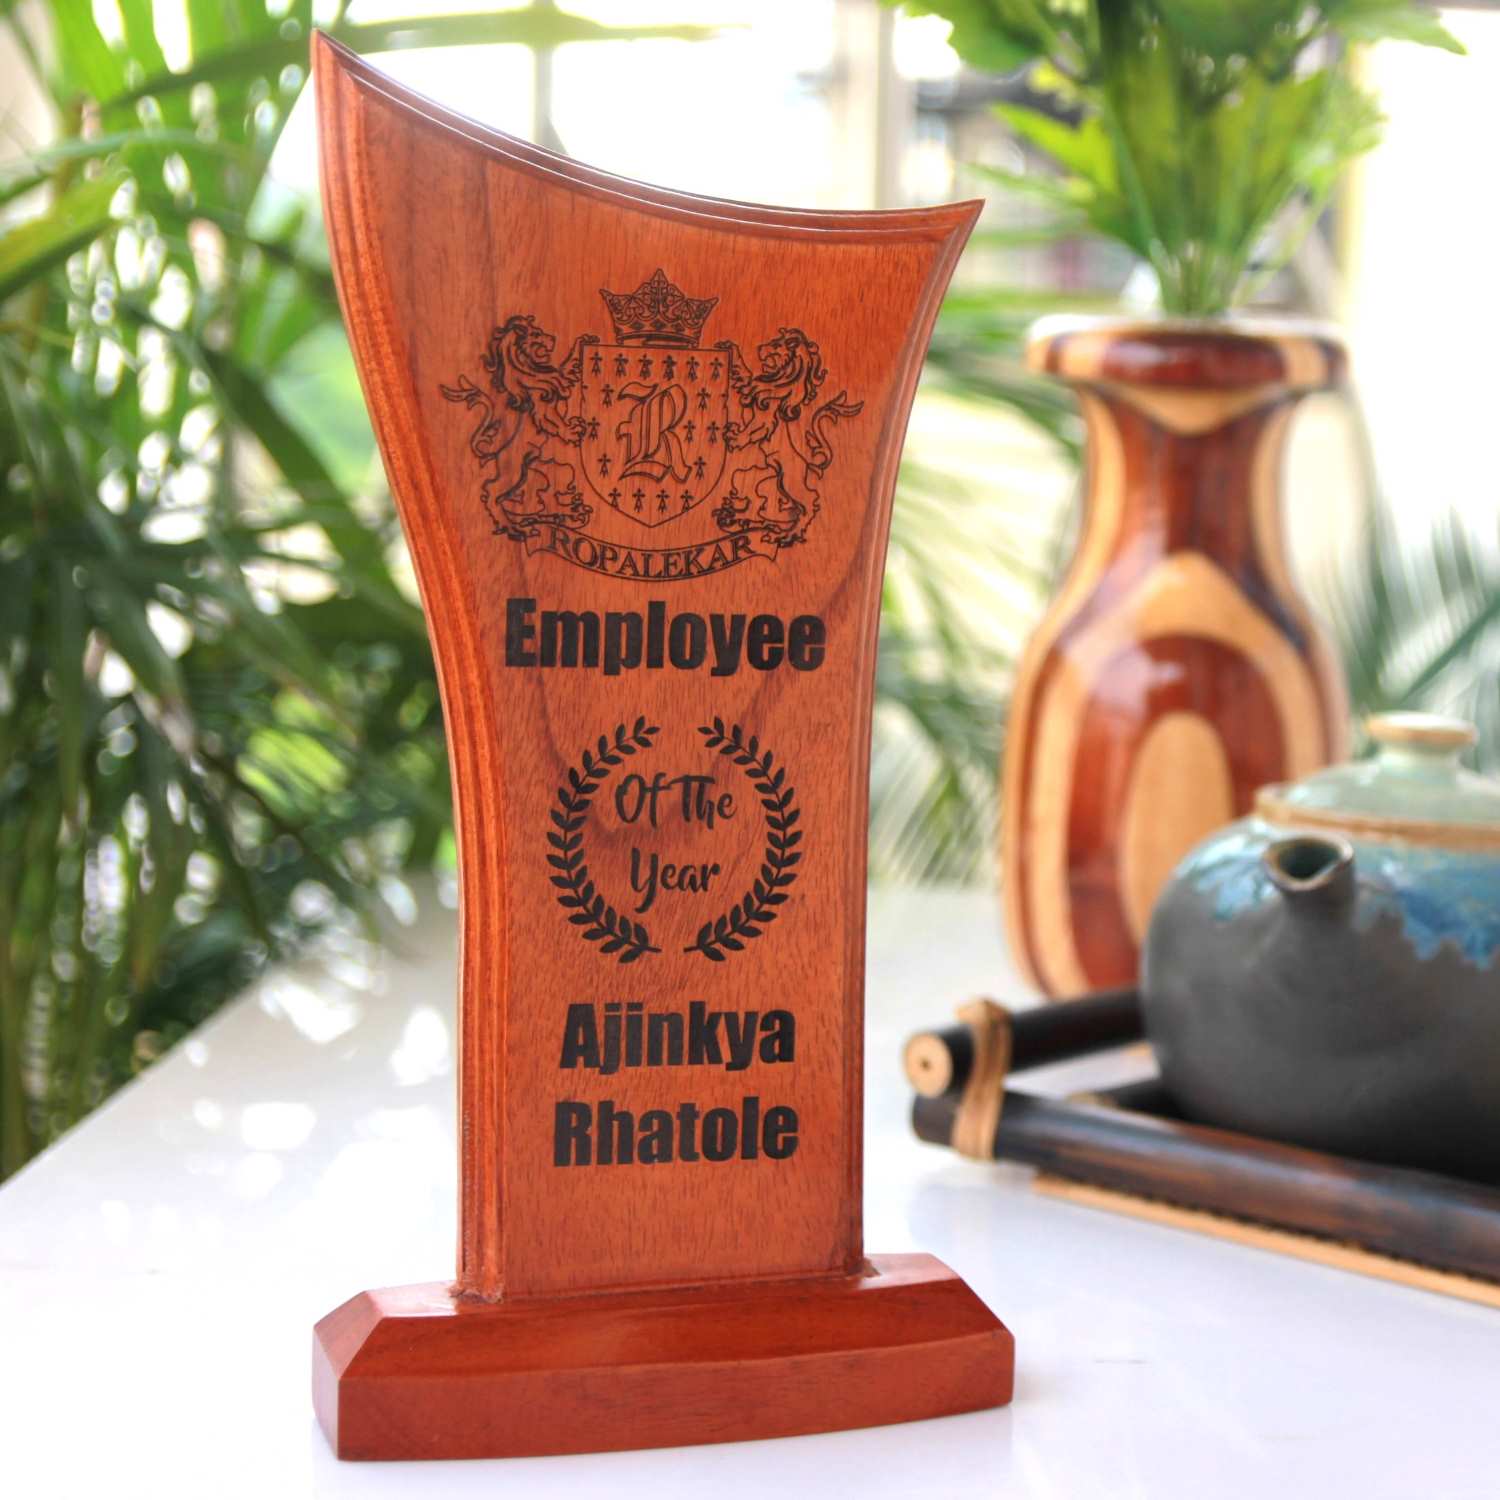 R
ROPALEKAR
Employee
Of The
Year
Ajinkya
Rhatole